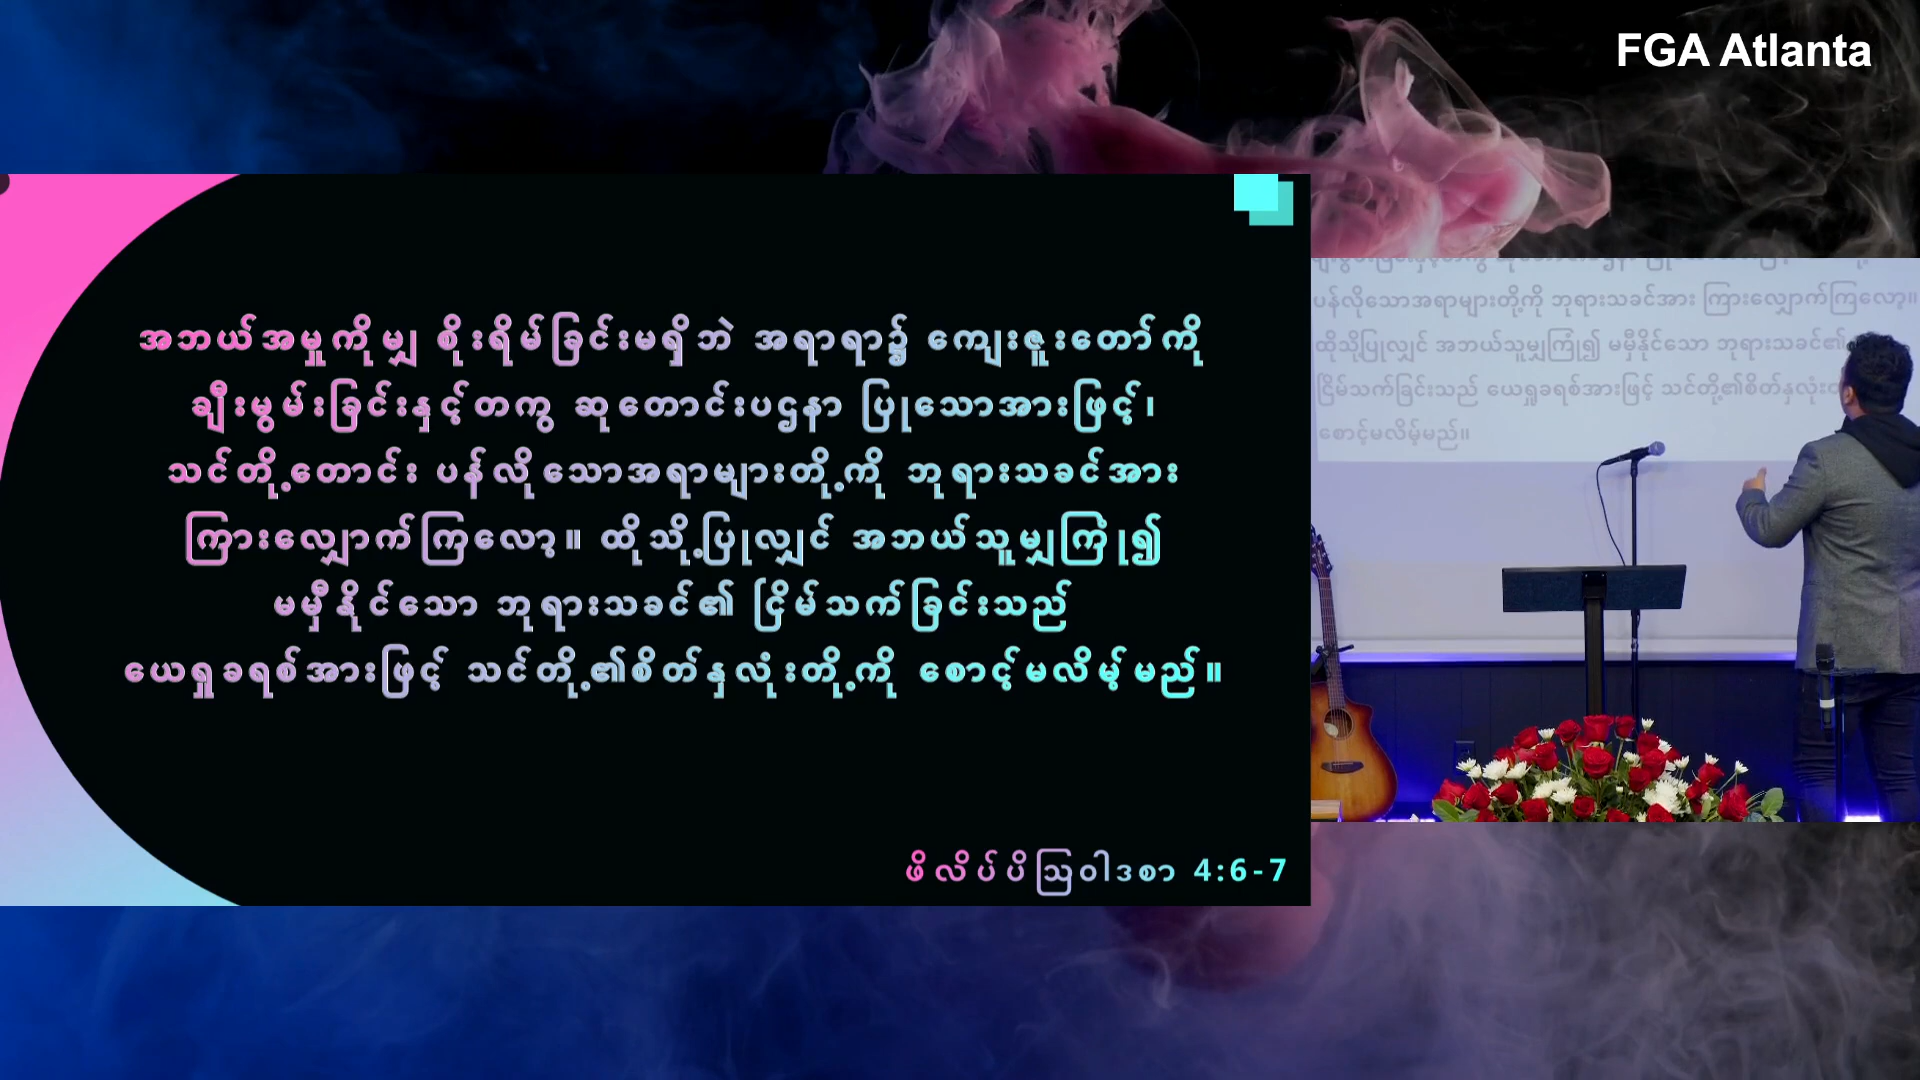 FGA Atlanta
အဘယ်အမှုကိုမျှ စိုးရိမ်ခြင်းမရှိဘဲ အရာရာ၌ ကျေးဇူးတော်ကို
ချီးမွမ်းခြင်းနှင့်တကွ ဆုတောင်းပဌနာ ပြုသောအားဖြင့်၊
သင်တို့တောင်း ပန်လိုသောအရာများတို့ကို ဘုရားသခင်အား
ကြားလျှောက်ကြလော့။ ထိုသို့ပြုလျှင် အဘယ်သူမျှကြံု၍
မမှီနိုင်သော ဘုရားသခင်၏ ငြိမ်သက်ခြင်းသည်
ယေရှုခရစ်အားဖြင့် သင်တို့၏စိတ်နှလုံးတို့ကို စောင့်မလိမ့်မည်။
ဖိလိပ္ပိဩဝါဒစာ 4:6-7
ပန်လိုသောအရာများတို့ကို ဘုရားသခင်အား ကြားလျှောက်ကြလော့။
ထိုသို့ပြုလျှင် အဘယ်သူမျှကြံု၍ မမှီနိုင်သော ဘုရားသခင်၏
ငြိမ်သက်ခြင်းသည် ယေရှုခရစ်အားဖြင့် သင်တို့၏စိတ်နှလုံး
စောင့်မလိမ့်မည်။